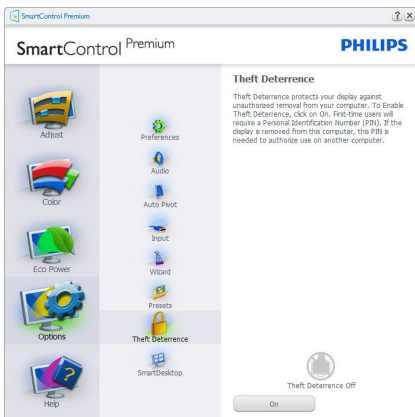 SmartControl Premium
SmartControl Premium
PHILIPS
Adjust
Color
Eco Power
Options
Help
Preferences
Audio
Auto Pivot
Input
Wizard
Presets
Theft Deterrence
SmartDesktop
Theft Deterrence
Theft Deterrence protects your display against
unauthorized removal from your computer. To Enable
Theft Deterrence, click on On. First-time users will
require a Personal Identification Number (PIN). If the
display is removed from this computer, this PIN is
needed to authorize use on another computer.
Theft Deterrence Off
On